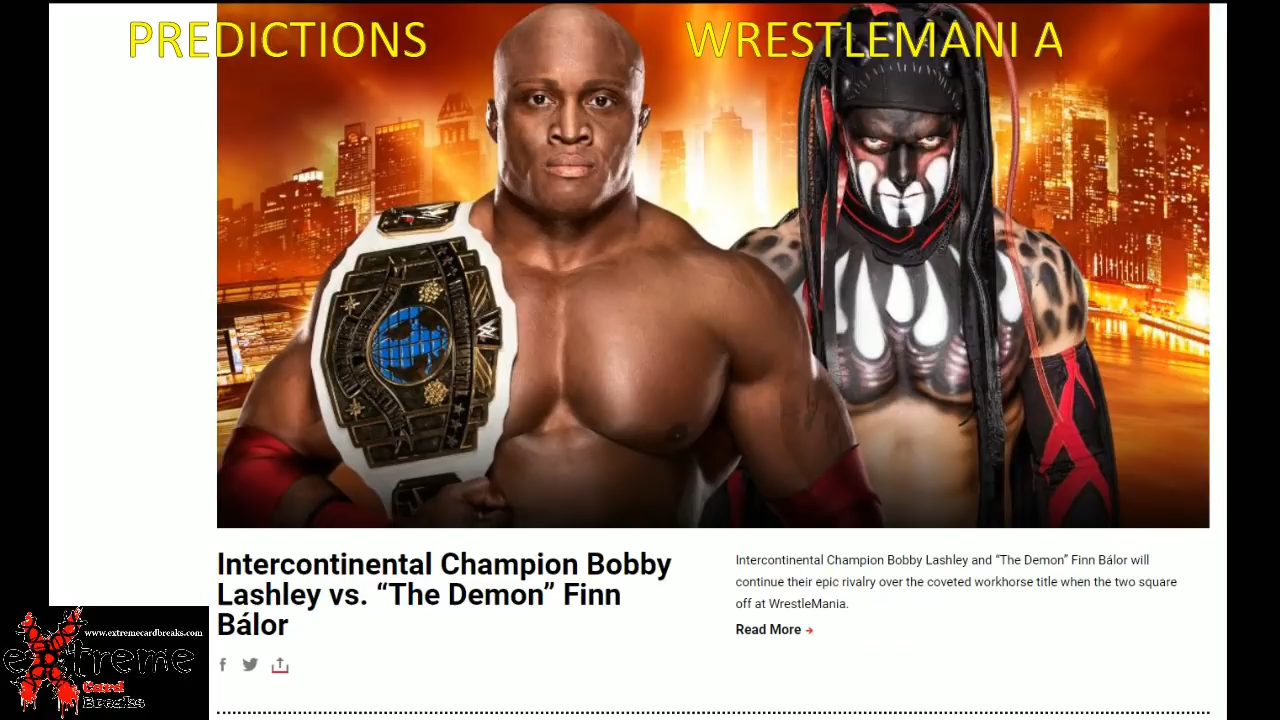 PREDICTIONS WRESTLEMANI A
Intercontinental Champion Bobby
Lashley vs. “The Demon” Finn
Bálor
Intercontinental Champion Bobby Lashley and “The Demon” Finn Bálor will
continue their epic rivalry over the coveted workhorse title when the two square
off at WrestleMania.
Read More
www.extremecardbreaks.com
extreme
Card
Breaks